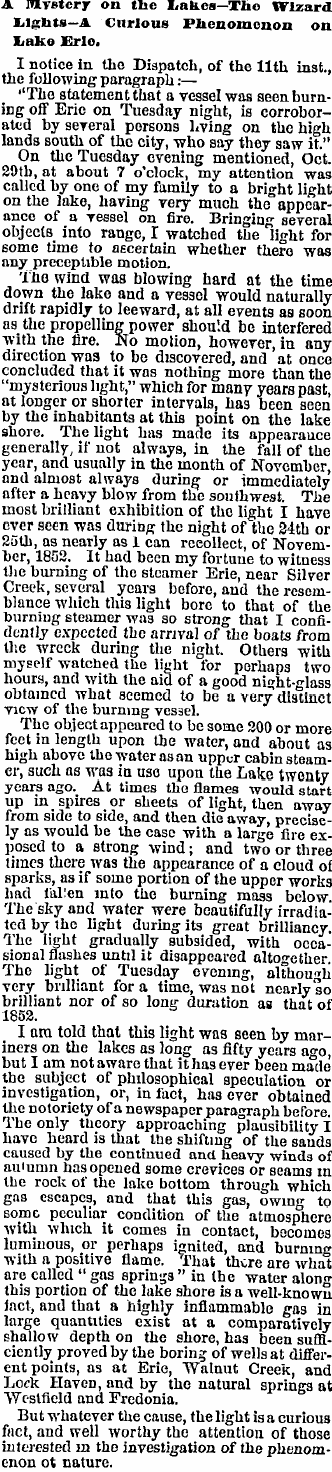 A Mystery on the Lakes—The Wizard
Lights—A Curious Phenomenon on
Lake Erie.
I notice in the Dispatch, of the 11th inst.,
the following paragraph:—
"The statement that a vessel was seen burn-
ing off Erie on Tuesday night, is corrobor-
ated by several persons living on the high
lands south of the city, who say they saw it."
On the Tuesday evening mentioned, Oct.
29th, at about 7 o'clock, my attention was
called by one of my family to a bright light
on the lake, having very much the appear-
ance of a vessel on fire. Bringing several
objects into range, I watched the light for
some time to ascertain whether there was
any preceptible motion.
The wind was blowing hard at the time
down the lake and a vessel would naturally
drift rapidly to leeward, at all events as soon
as the propelling power should be interfered
with the fire. No motion, however, in any
direction was to be discovered, and at once
concluded that it was nothing more than the
"mysterious light," which for many years past,
at longer or shorter intervals, has been seen
by the inhabitants at this point on the lake
shore. The light has made its appearance
generally, if not always, in the fall of the
year, and usually in the month of November,
and almost always during or immediately
after a heavy blow from the southwest. The
most brilliant exhibition of the light I have
ever seen was during the night of the 24th or
25th, as nearly as I can recollect, of Novem-
ber, 1852. It had been my fortune to witness
the burning of the steamer Erie, near Silver
Creek, several years before, and the resem-
blance which this light bore to that of the
burning steamer was so strong that I confi-
dently expected the arrival of the boats from
the wreck during the night. Others with
myself watched the light for perhaps two
hours, and with the aid of a good night-glass
obtained what seemed to be a very distinct
view of the burning vessel.
The object appeared to be some 200 or more
feet in length upon the water, and about as
high above the water as an upper cabin steam-
er, such as was in use upon the Lake twenty
years ago. At times the flames would start
up in spires or sheets of light, then away
from side to side, and then die away, precise-
ly as would be the case with a large fire ex-
posed to a strong wind; and two or three
times there was the appearance of a cloud of
sparks, as if some portion of the upper works
had fallen into the burning mass below.
The sky and water were beautifully irradia-
ted by the light during its great brilliancy.
The light gradually subsided, with occa-
sional flashes until it disappeared altogether.
The light of Tuesday evening, although
very brilliant for a time, was not nearly so
brilliant nor of so long duration as that of
1852.
I am told that this light was seen by mar-
iners on the lakes as long as fifty years ago,
but I am not aware that it has ever been made
the subject of philosophical speculation or
investigation, or, in fact, has ever obtained
the notoriety of a newspaper paragraph before.
The only theory approaching plausibility I
have heard is that the shifting of the sands
caused by the continued and heavy winds of
autumn has opened some crevices or seams in
the rock of the lake bottom through which
gas escapes, and that this gas, owing to
some peculiar condition of the atmosphere
with which it comes in contact, becomes
luminous, or perhaps ignited, and burning
with a positive flame. That there are what
are called "gas springs" in the water along
this portion of the lake shore is a well-known
fact, and that a highly inflammable gas in
large quantities exist at a comparatively
shallow depth on the shore, has been suffi-
ciently proved by the boring of wells at differ-
ent points, as at Erie, Walnut Creek, and
Lock Haven, and by the natural springs at
Westfield and Fredonia.
But whatever the cause, the light is a curious
fact, and well worthy the attention of those
interested in the investigation of the phenom-
enon of nature.